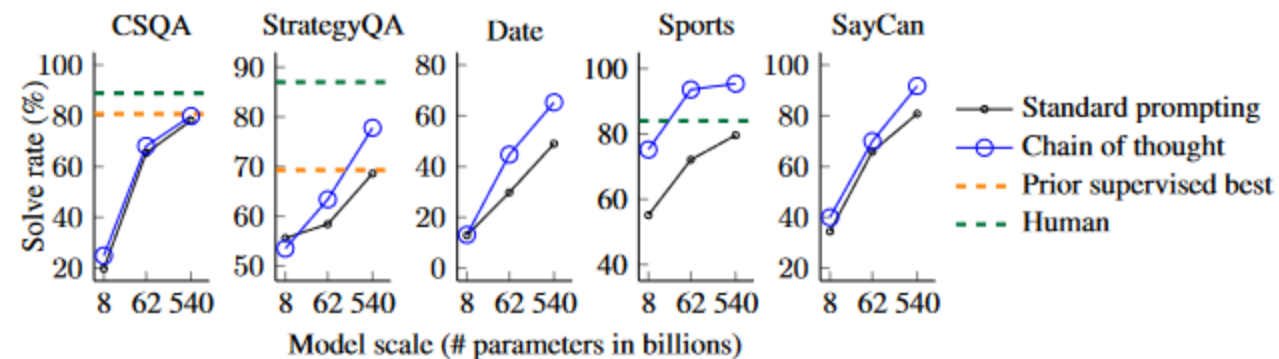 CSQA StrategyQA Date Sports SayCan
Solve rate (%)
100 80 60 40 20
90 80 70 60 50
80 60 40 20 0
100 80 60 40
100 80 60 40 20
8 62 540 8 62 540 8 62 540 8 62 540 8 62 540
Model scale (# parameters in billions)
Standard prompting
Chain of thought
Prior supervised best
Human